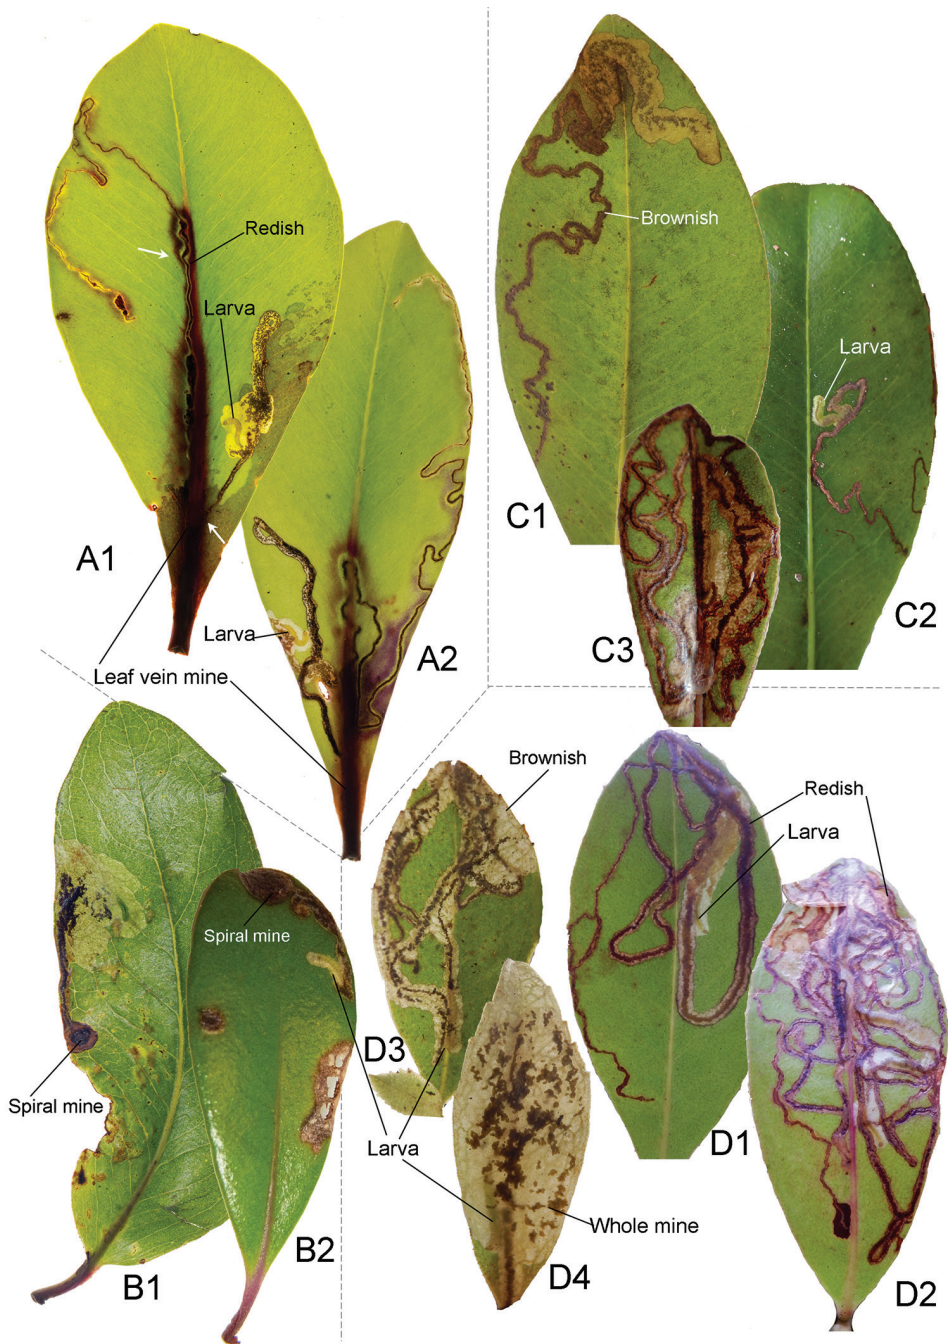 Redish
Larva
A1
Larva
A2
Leaf vein mine
Brownish
C1
Larva
C2
C3
Spiral mine
Spiral mine
B1
B2
Brownish
Redish
Larva
D3
Larva
D1
Whole mine
D4
D2